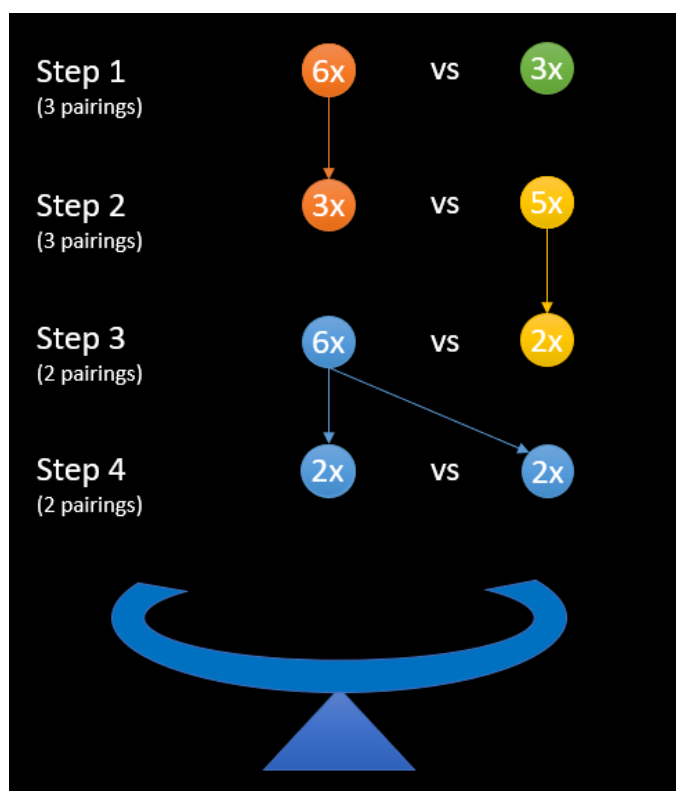 Step 1 6x vs 3x
(3 pairings)
Step 2 3x vs 5x
(3 pairings)
Step 3 6x vs 2x
(2 pairings)
Step 4 2x vs 2x
(2 pairings)